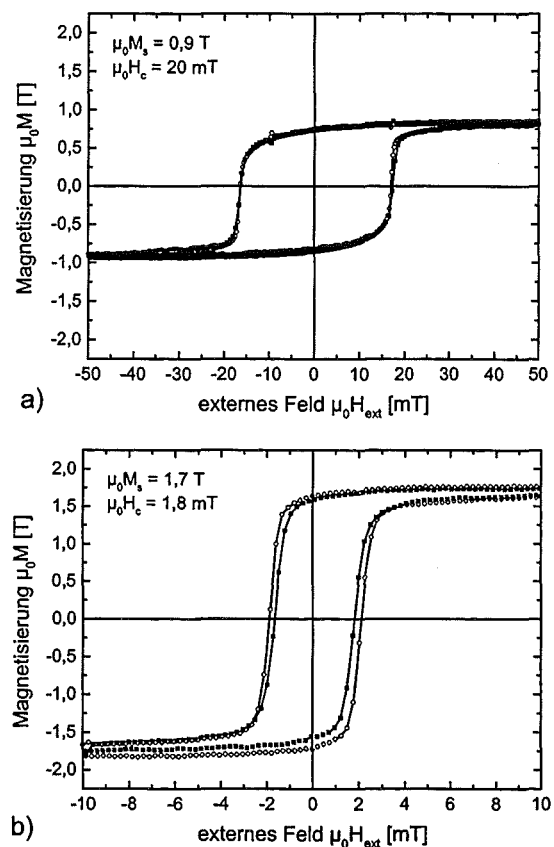 µ₀Mₛ = 0,9 T
µ₀H꜀ = 20 mT
Magnetisierung µ₀M [T]
2,0
1,5
1,0
0,5
0,0
-0,5
-1,0
-1,5
-2,0
-50 -40 -30 -20 -10 0 10 20 30 40 50
a)
externes Feld µ₀Hₑₓₜ [mT]
µ₀Mₛ = 1,7 T
µ₀H꜀ = 1,8 mT
Magnetisierung µ₀M [T]
2,0
1,5
1,0
0,5
0,0
-0,5
-1,0
-1,5
-2,0
-10 -8 -6 -4 -2 0 2 4 6 8 10
b)
externes Feld µ₀Hₑₓₜ [mT]